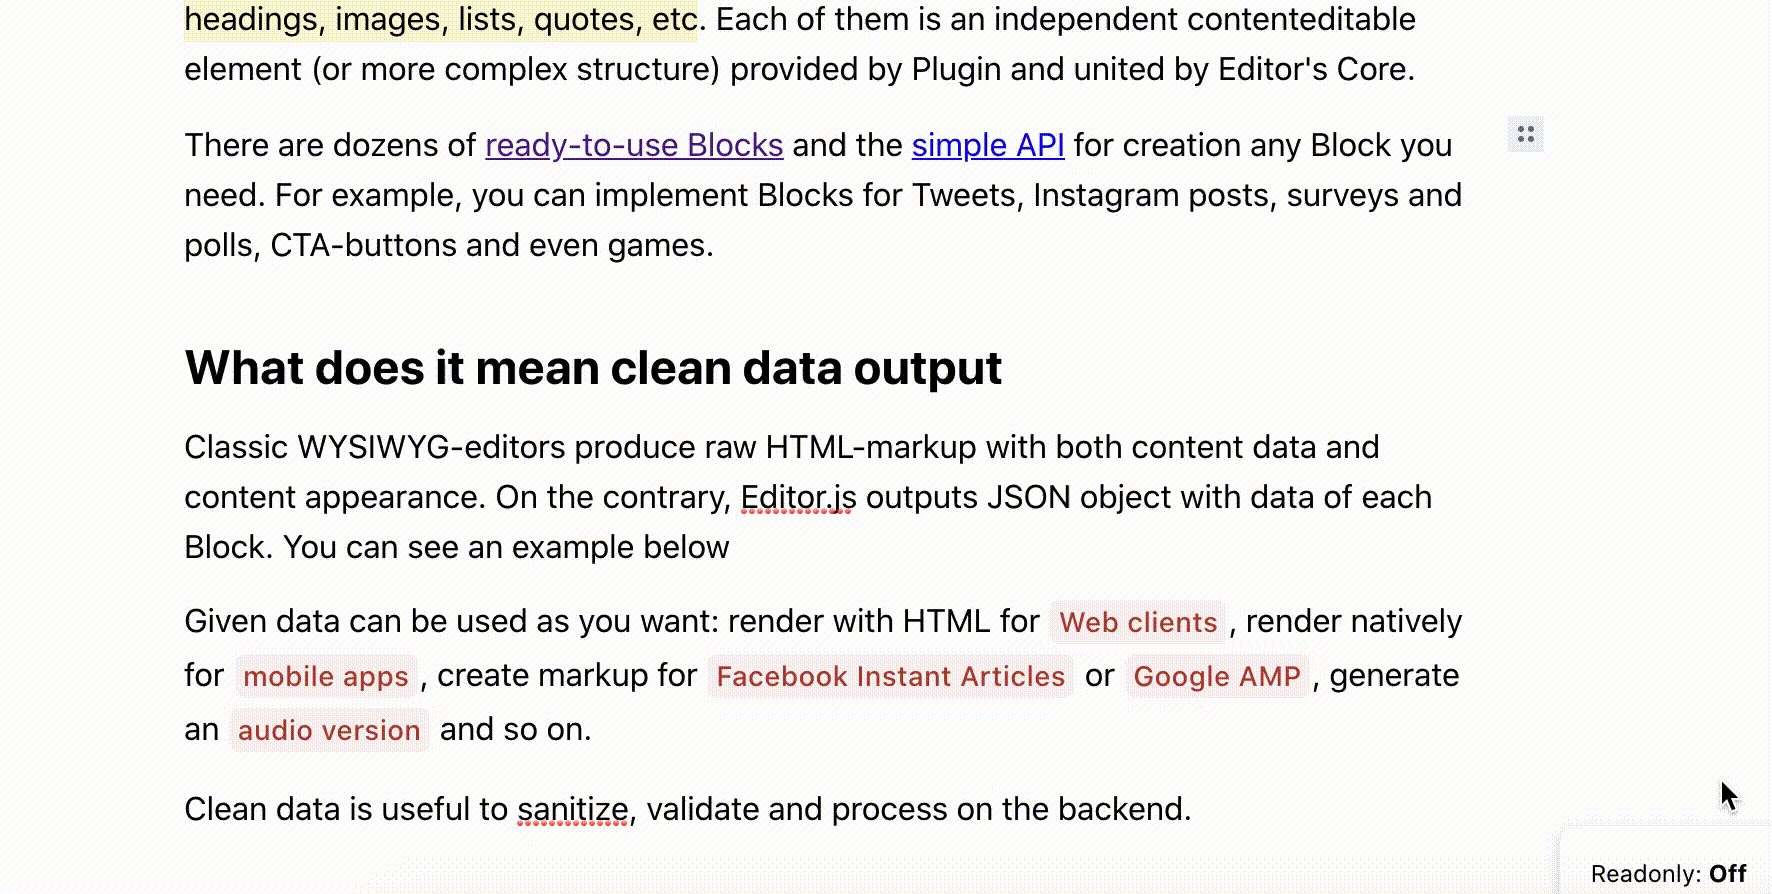 headings, images, lists, quotes, etc. Each of them is an independent contenteditable
element (or more complex structure) provided by Plugin and united by Editor's Core.
There are dozens of ready-to-use Blocks and the simple API for creation any Block you
need. For example, you can implement Blocks for Tweets, Instagram posts, surveys and
polls, CTA-buttons and even games.
What does it mean clean data output
Classic WYSIWYG-editors produce raw HTML-markup with both content data and
content appearance. On the contrary, Editor.js outputs JSON object with data of each
Block. You can see an example below
Given data can be used as you want: render with HTML for Web clients, render natively
for mobile apps, create markup for Facebook Instant Articles or Google AMP, generate
an audio version and so on.
Clean data is useful to sanitize, validate and process on the backend.
Readonly: Off